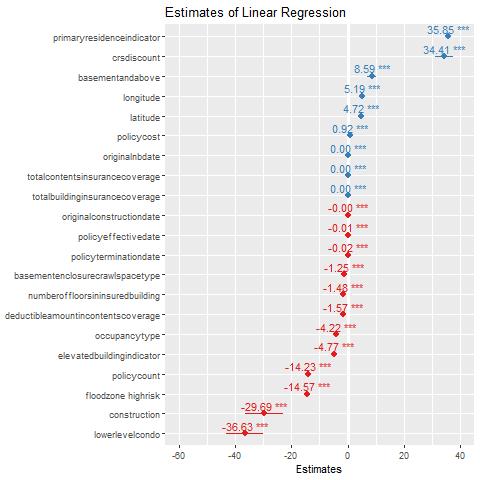 Estimates of Linear Regression
primaryresidenceindicator 35.85 ***
crsdiscount 34.41 ***
basementandabove 8.59 ***
longitude 5.19 ***
latitude 4.72 ***
policycost 0.92 ***
originalnbdate 0.00 ***
totalcontentsinsurancecoverage 0.00 ***
totalbuildinginsurancecoverage 0.00 ***
originalconstructiondate -0.00 ***
policyeffectivedate -0.01 ***
policyterminationdate -0.02 ***
basementenclosurecrawlspacetype -1.25 ***
numberoffloorsininsuredbuilding -1.48 ***
deductibleamountincontentscoverage -1.57 ***
occupancytype -4.22 ***
elevatedbuildingindicator -4.77 ***
policycount -14.23 ***
floodzone highrisk -14.57 ***
construction -29.69 ***
lowerlevelcondo -36.63 ***
-60 -40 -20 0 20 40
Estimates